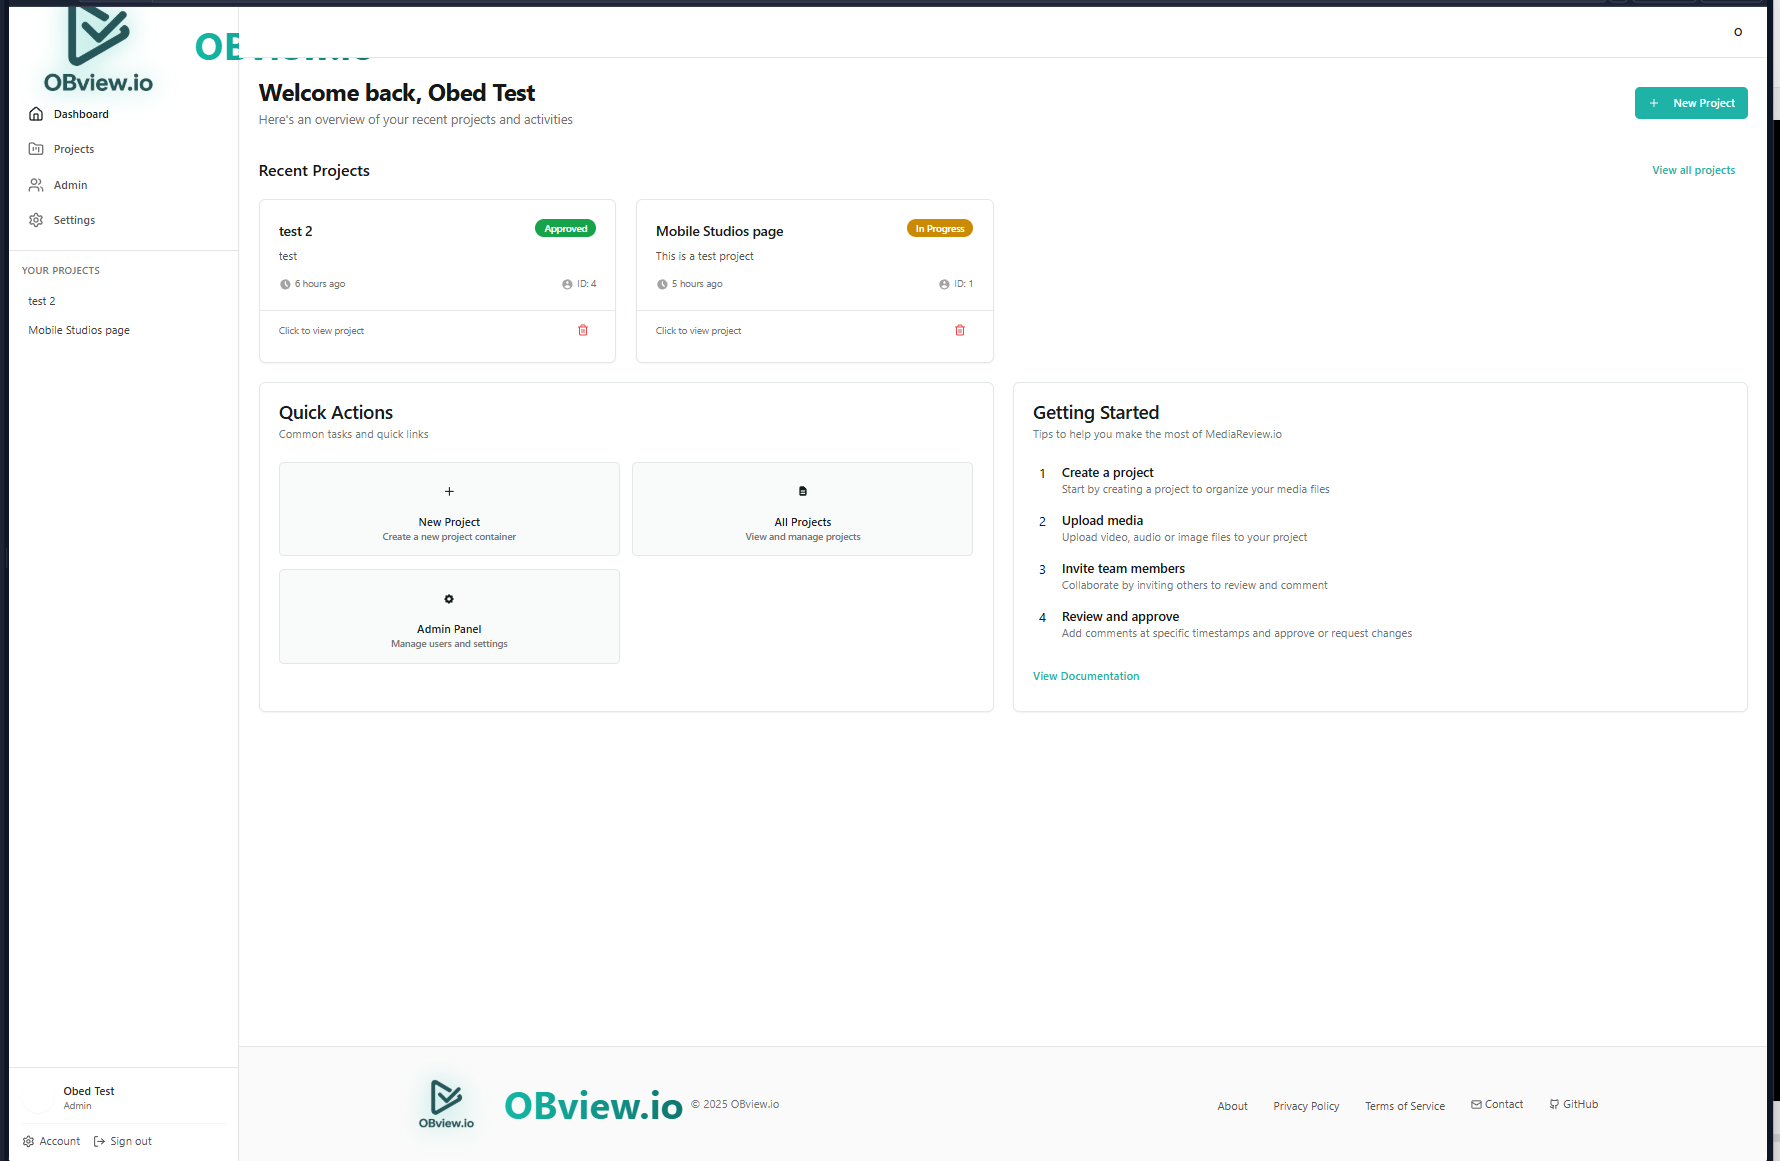 OBview.io
O
OBview.io
Dashboard
Projects
Admin
Settings
YOUR PROJECTS
test 2
Mobile Studios page
Welcome back, Obed Test
Here's an overview of your recent projects and activities
New Project
Recent Projects
View all projects
test 2
Approved
test
6 hours ago
ID: 4
Click to view project
Mobile Studios page
In Progress
This is a test project
5 hours ago
ID: 1
Click to view project
Quick Actions
Common tasks and quick links
New Project
Create a new project container
All Projects
View and manage projects
Admin Panel
Manage users and settings
Getting Started
Tips to help you make the most of MediaReview.io
1 Create a project
Start by creating a project to organize your media files
2 Upload media
Upload video, audio or image files to your project
3 Invite team members
Collaborate by inviting others to review and comment
4 Review and approve
Add comments at specific timestamps and approve or request changes
View Documentation
Obed Test
Admin
Account
Sign out
OBview.io
OBview.io
© 2025 OBview.io
About
Privacy Policy
Terms of Service
Contact
GitHub